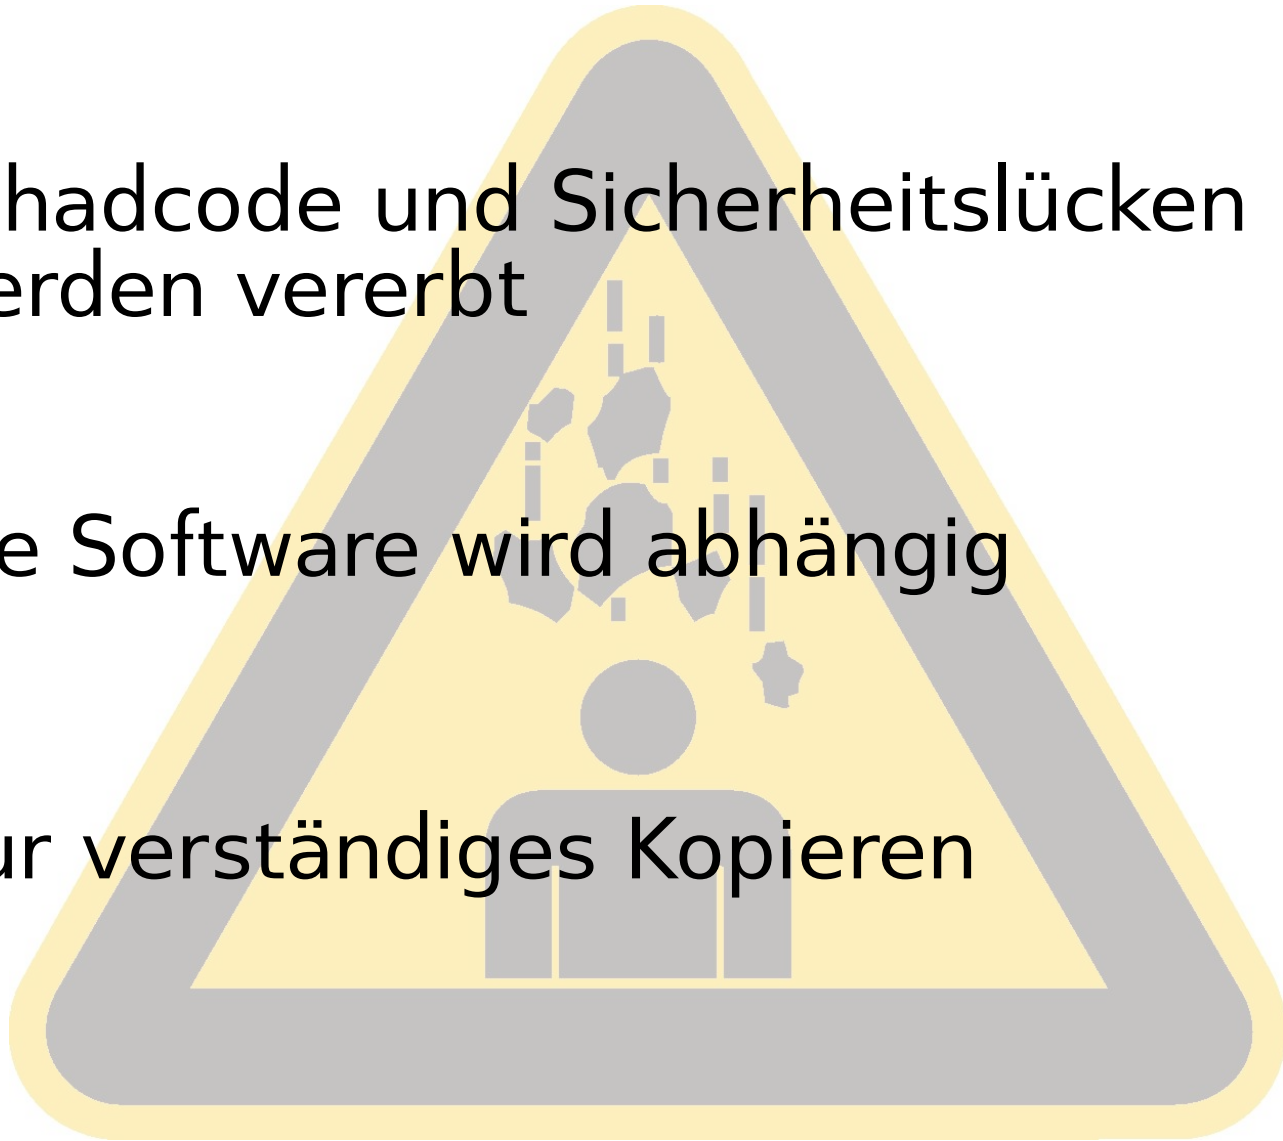 hadcode und Sicherheitslücken
erden vererbt
e Software wird abhängig
ur verständiges Kopieren